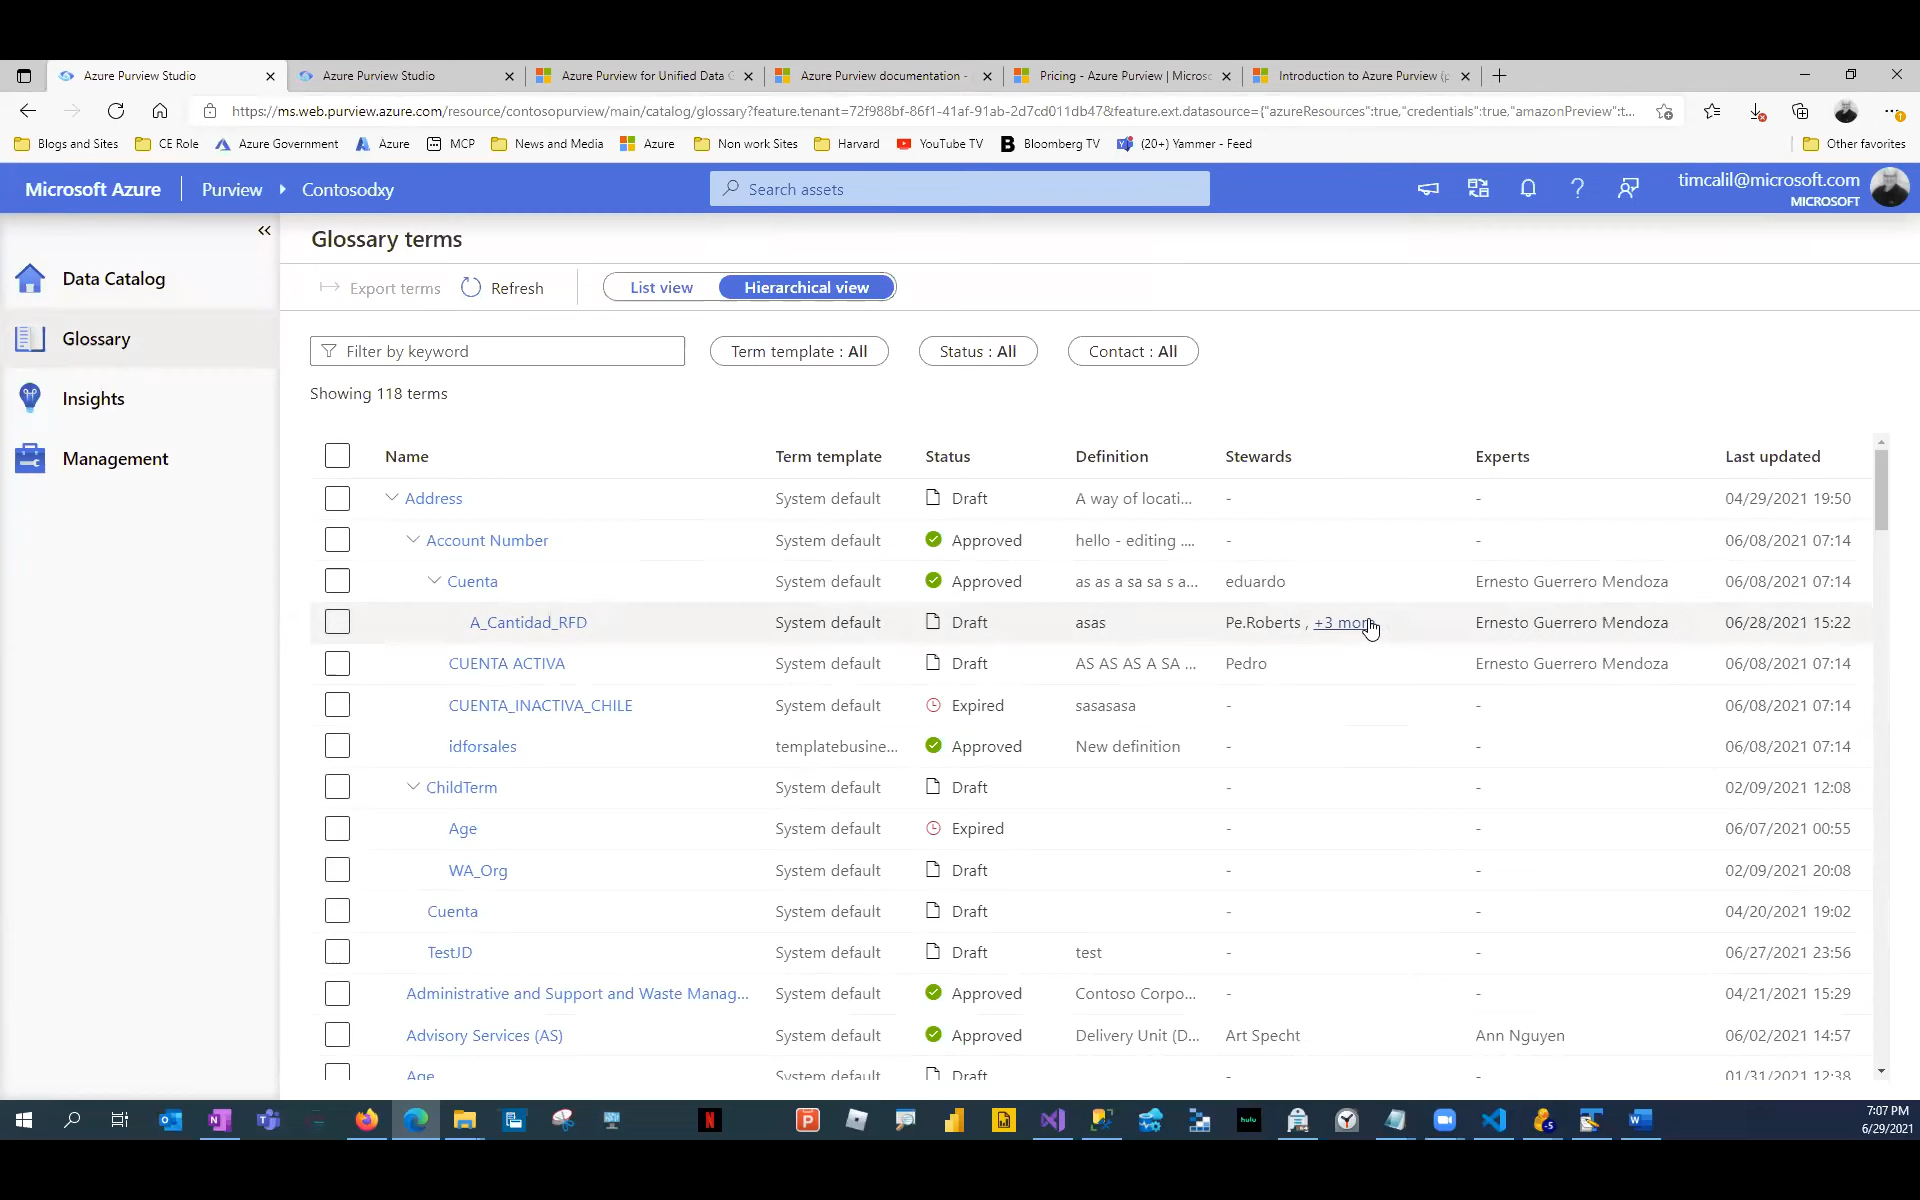 Azure Purview Studio
Azure Purview Studio
Azure Purview for Unified Data G
Azure Purview documentation -
Pricing - Azure Purview | Microsc
Introduction to Azure Purview (p
https://ms.web.purview.azure.com/resource/contosopurview/main/catalog/glossary?feature.tenant=72f988bf-86f1-41af-91ab-2d7cd011db47&feature.ext.datasource={"azureResources":true,"credentials":true,"amazonPreview":t...
Blogs and Sites CE Role Azure Government Azure MCP News and Media Azure Non work Sites Harvard YouTube TV Bloomberg TV (20+) Yammer - Feed Other favorites
Microsoft Azure Purview Contosodxy Search assets timcalil@microsoft.com
MICROSOFT
Data Catalog
Glossary
Insights
Management
Glossary terms
Export terms Refresh List view Hierarchical view
Filter by keyword Term template : All Status : All Contact : All
Showing 118 terms
Name Term template Status Definition Stewards Experts Last updated
Address System default Draft A way of locati... - - 04/29/2021 19:50
Account Number System default Approved hello - editing .... - - 06/08/2021 07:14
Cuenta System default Approved as as a sa sa s a... eduardo Ernesto Guerrero Mendoza 06/08/2021 07:14
A_Cantidad_RFD System default Draft asas Pe.Roberts , +3 more Ernesto Guerrero Mendoza 06/28/2021 15:22
CUENTA ACTIVA System default Draft AS AS AS A SA ... Pedro Ernesto Guerrero Mendoza 06/08/2021 07:14
CUENTA_INACTIVA_CHILE System default Expired sasasasa - - 06/08/2021 07:14
idforsales templatebusine... Approved New definition - - 06/08/2021 07:14
ChildTerm System default Draft - - 02/09/2021 12:08
Age System default Expired - - 06/07/2021 00:55
WA_Org System default Draft - - 02/09/2021 20:08
Cuenta System default Draft - - 04/20/2021 19:02
TestJD System default Draft test - - 06/27/2021 23:56
Administrative and Support and Waste Manag... System default Approved Contoso Corpo... - - 04/21/2021 15:29
Advisory Services (AS) System default Approved Delivery Unit (D... Art Specht Ann Nguyen 06/02/2021 14:57
Age System default Draft - - 01/31/2021 12:38
hulu
7:07 PM
6/29/2021